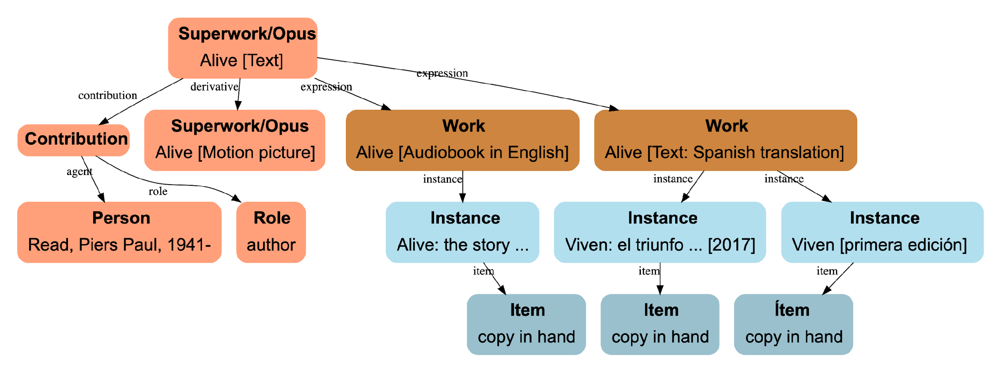 Superwork/Opus
Alive [Text]
expression
contribution
derivative
expression
Contribution
Superwork/Opus
Alive [Motion picture]
Work
Alive [Audiobook in English]
Work
Alive [Text: Spanish translation]
agent
role
instance
instance
instance
Person
Read, Piers Paul, 1941-
Role
author
Instance
Alive: the story ...
Instance
Viven: el triunfo ... [2017]
Instance
Viven [primera edición]
item
item
item
Item
copy in hand
Item
copy in hand
Ítem
copy in hand